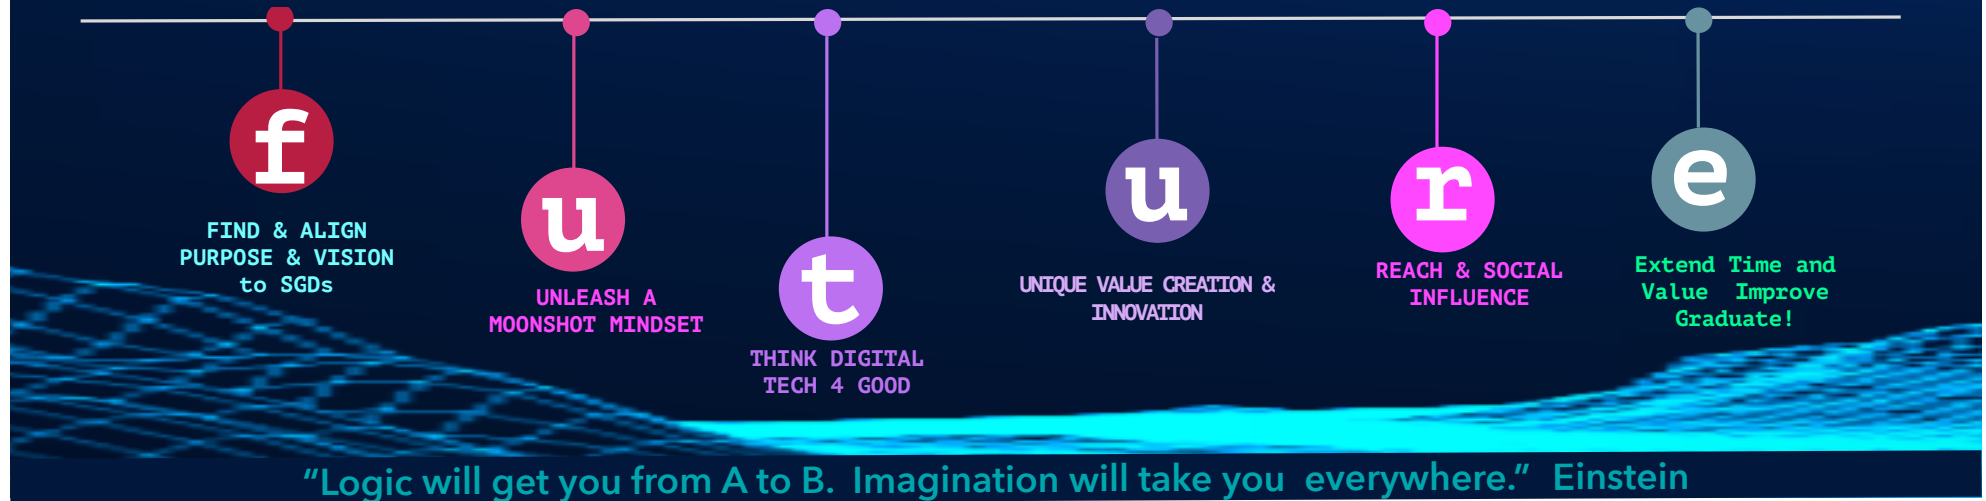 f
FIND & ALIGN
PURPOSE & VISION
to SGDs
u
UNLEASH A
MOONSHOT MINDSET
t
THINK DIGITAL
TECH 4 GOOD
u
UNIQUE VALUE CREATION &
INNOVATION
r
REACH & SOCIAL
INFLUENCE
e
Extend Time and
Value Improve
Graduate!
“Logic will get you from A to B. Imagination will take you everywhere.” Einstein